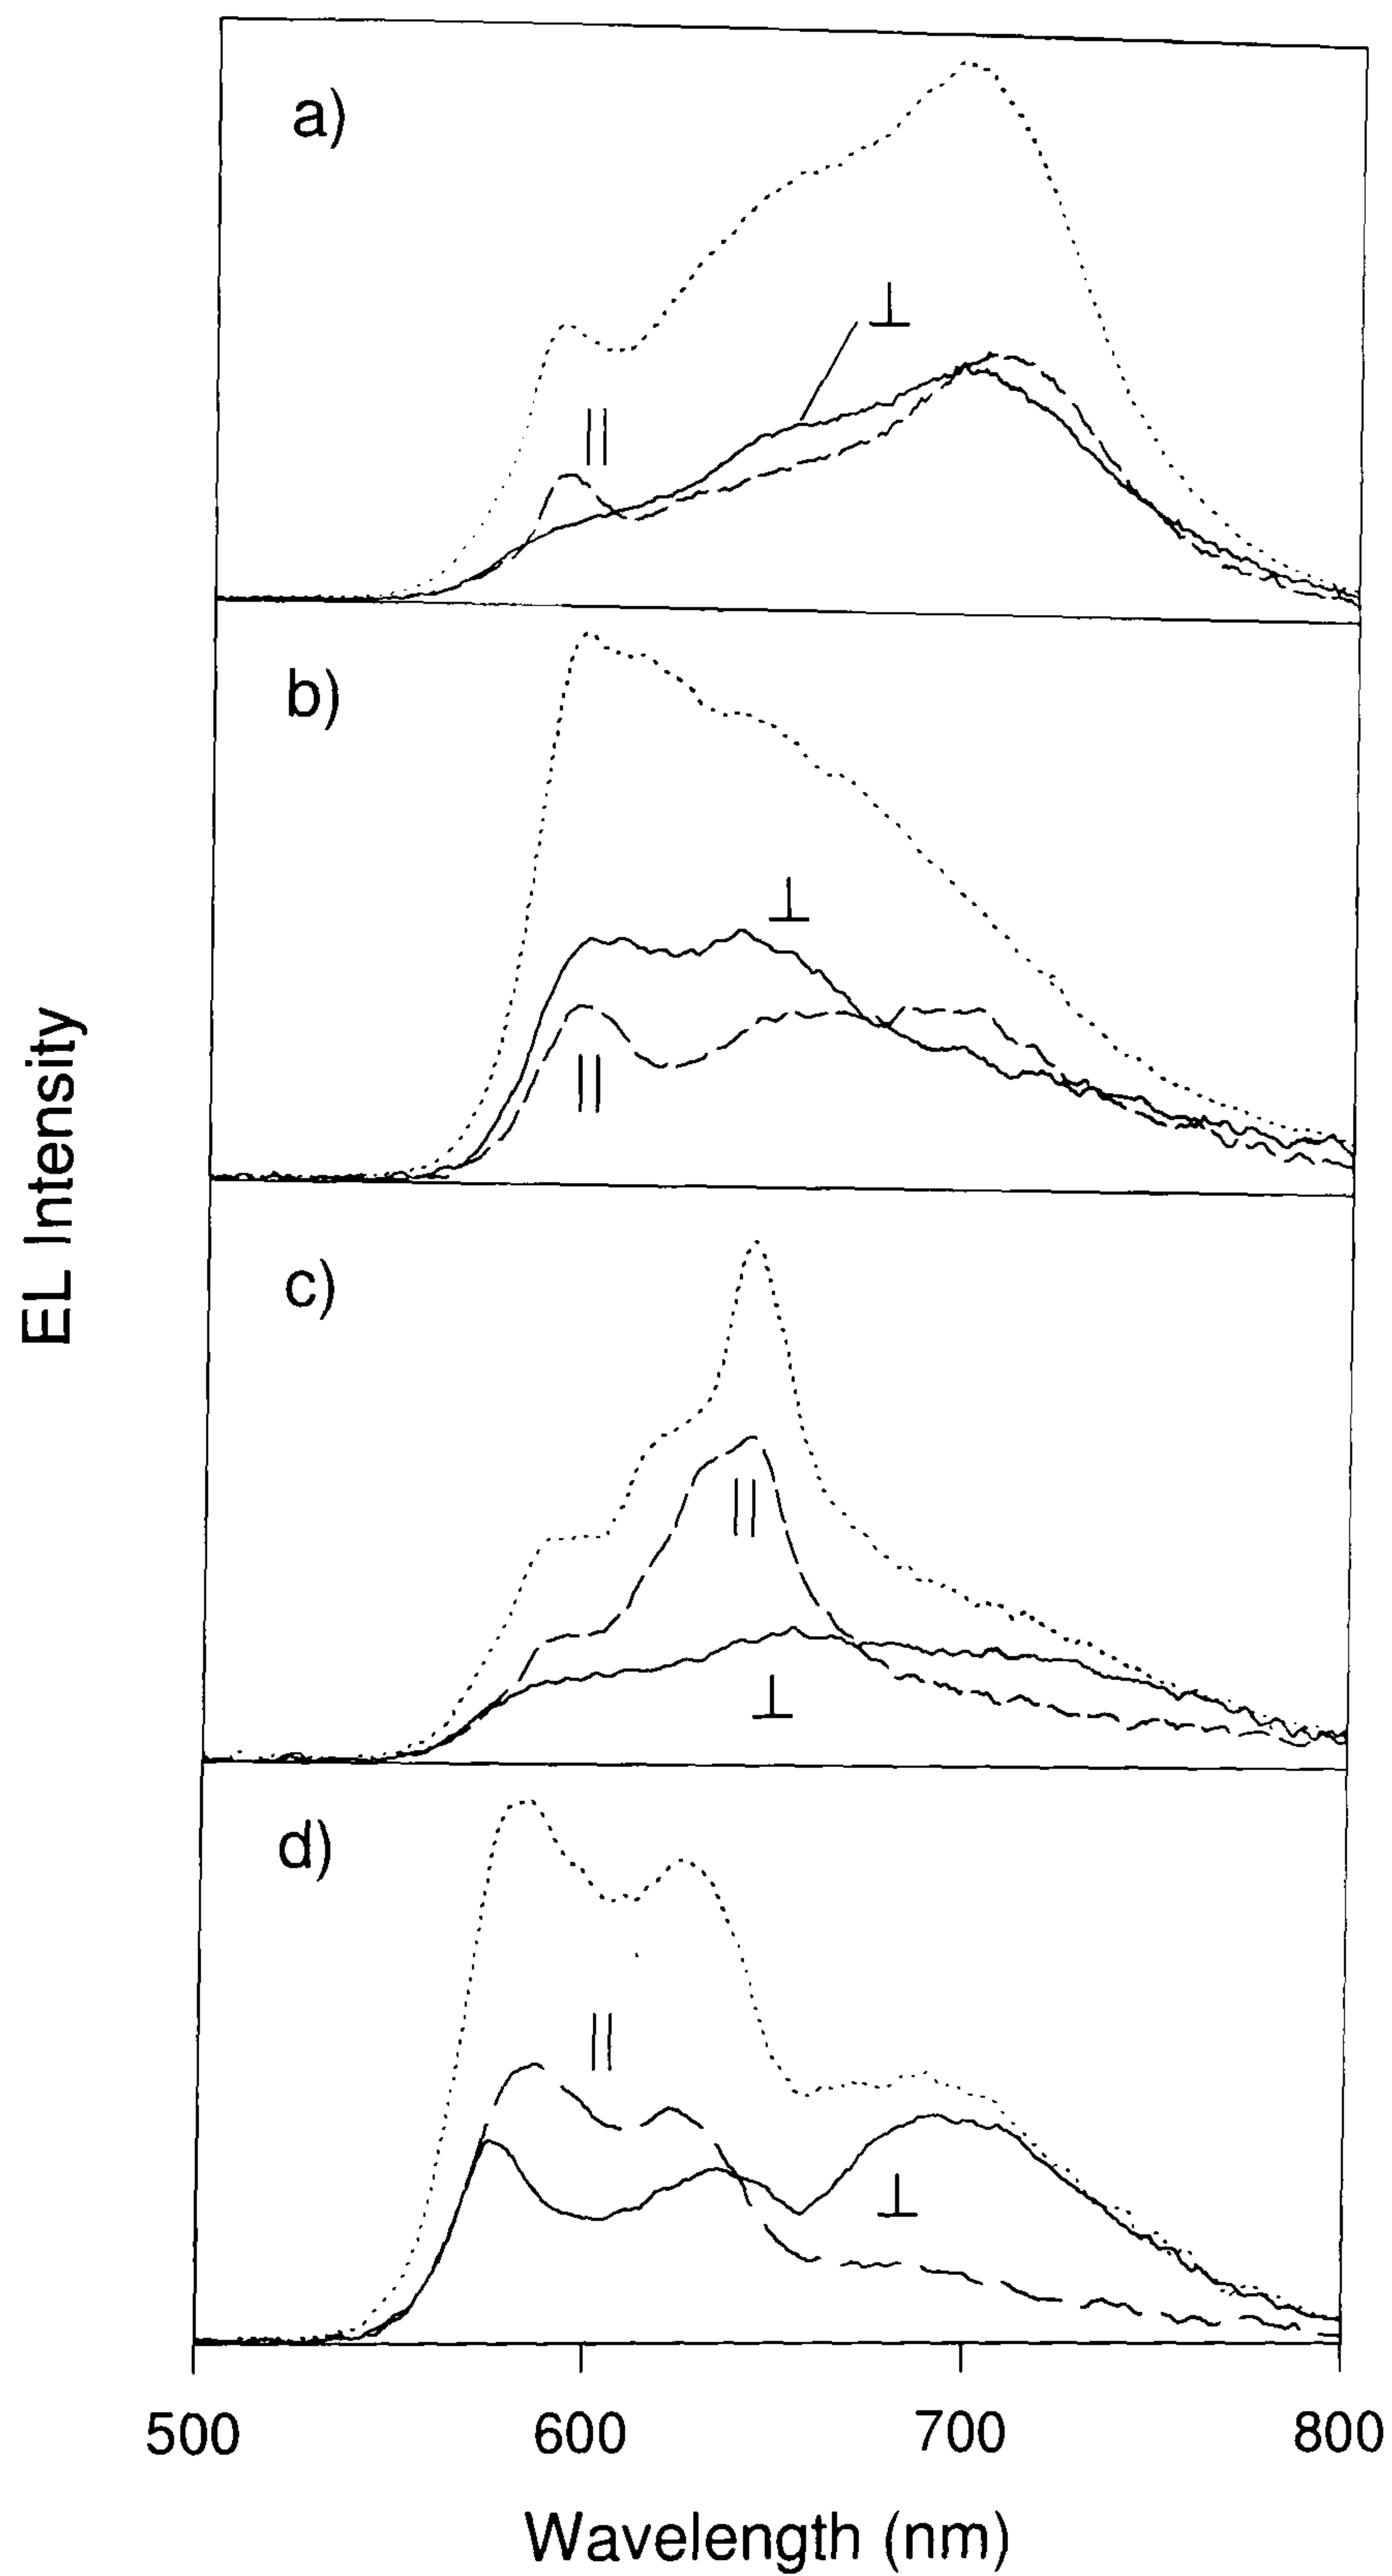 a)
⊥
||
b)
⊥
||
c)
||
⊥
d)
||
⊥
EL Intensity
500 600 700 800
Wavelength (nm)